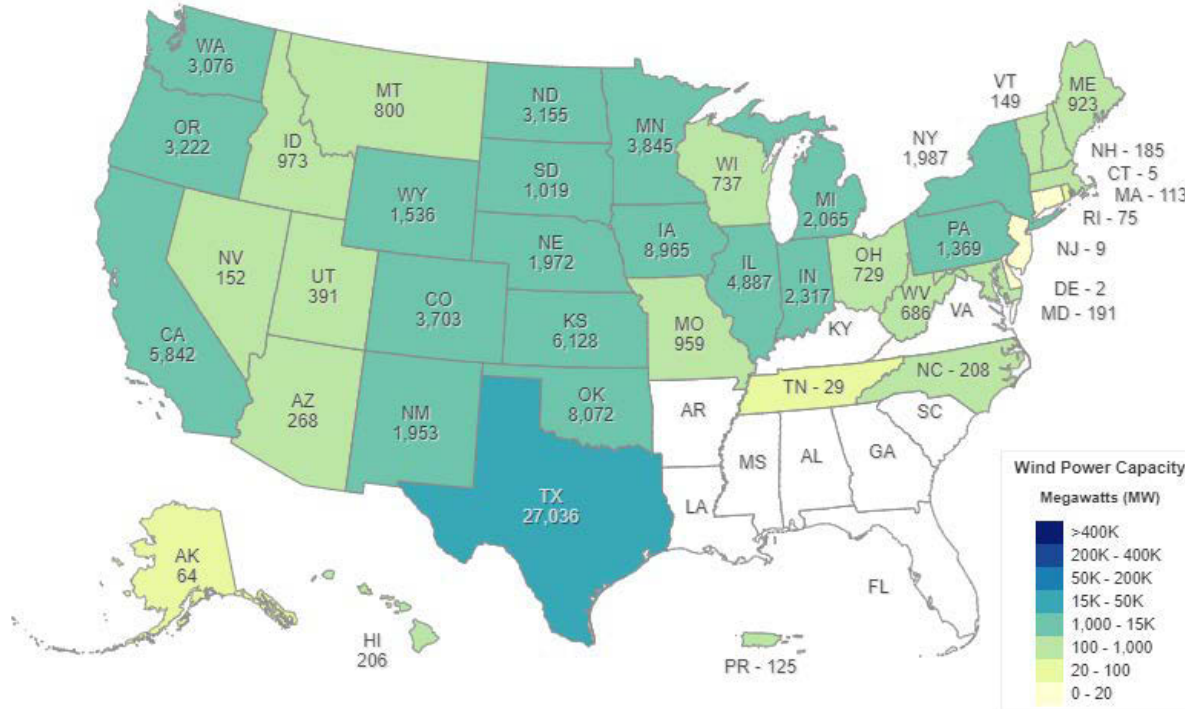 WA
3,076
MT
800
ND
3,155
MN
3,845
VT
149
ME
923
OR
3,222
ID
973
WY
1,536
SD
1,019
WI
737
MI
2,065
NY
1,987
NH - 185
CT - 5
MA - 113
RI - 75
NJ - 9
DE - 2
MD - 191
NV
152
UT
391
CO
3,703
NE
1,972
IA
8,965
IL
4,887
IN
2,317
OH
729
PA
1,369
WV
686
VA
KY
CA
5,842
KS
6,128
MO
959
AZ
268
NM
1,953
OK
8,072
AR
TN - 29
NC - 208
SC
TX
27,036
LA
MS
AL
GA
FL
AK
64
HI
206
PR - 125
Wind Power Capacity
Megawatts (MW)
>400K
200K - 400K
50K - 200K
15K - 50K
1,000 - 15K
100 - 1,000
20 - 100
0 - 20